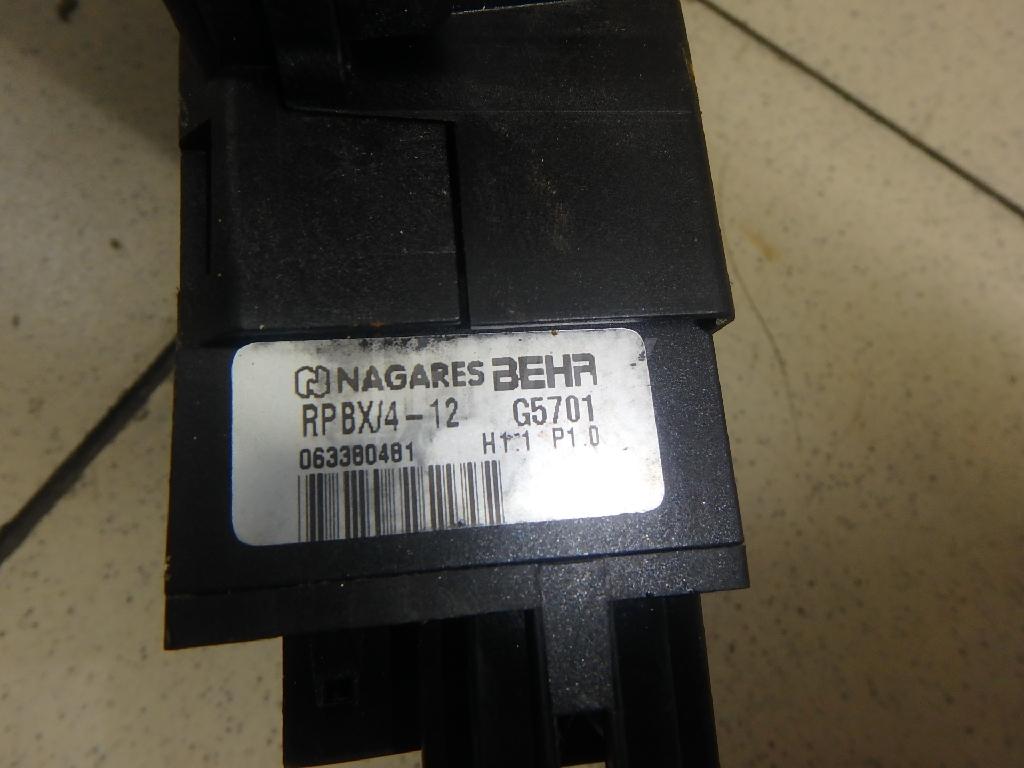 NAGARES BEHR
RPBX/4-12 G5701
H1:1 P1.0
063380481